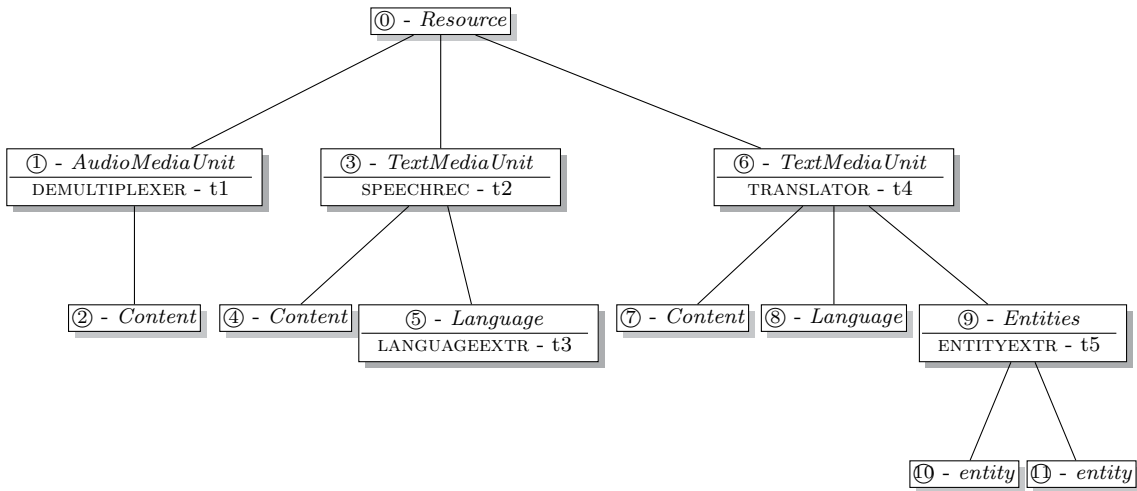 ⓪ - Resource
① - AudioMediaUnit
DEMULTIPLEXER - t1
③ - TextMediaUnit
SPEECHREC - t2
⑥ - TextMediaUnit
TRANSLATOR - t4
② - Content
④ - Content
⑤ - Language
LANGUAGEEXTR - t3
⑦ - Content
⑧ - Language
⑨ - Entities
ENTITYEXTR - t5
⑩ - entity
⑪ - entity